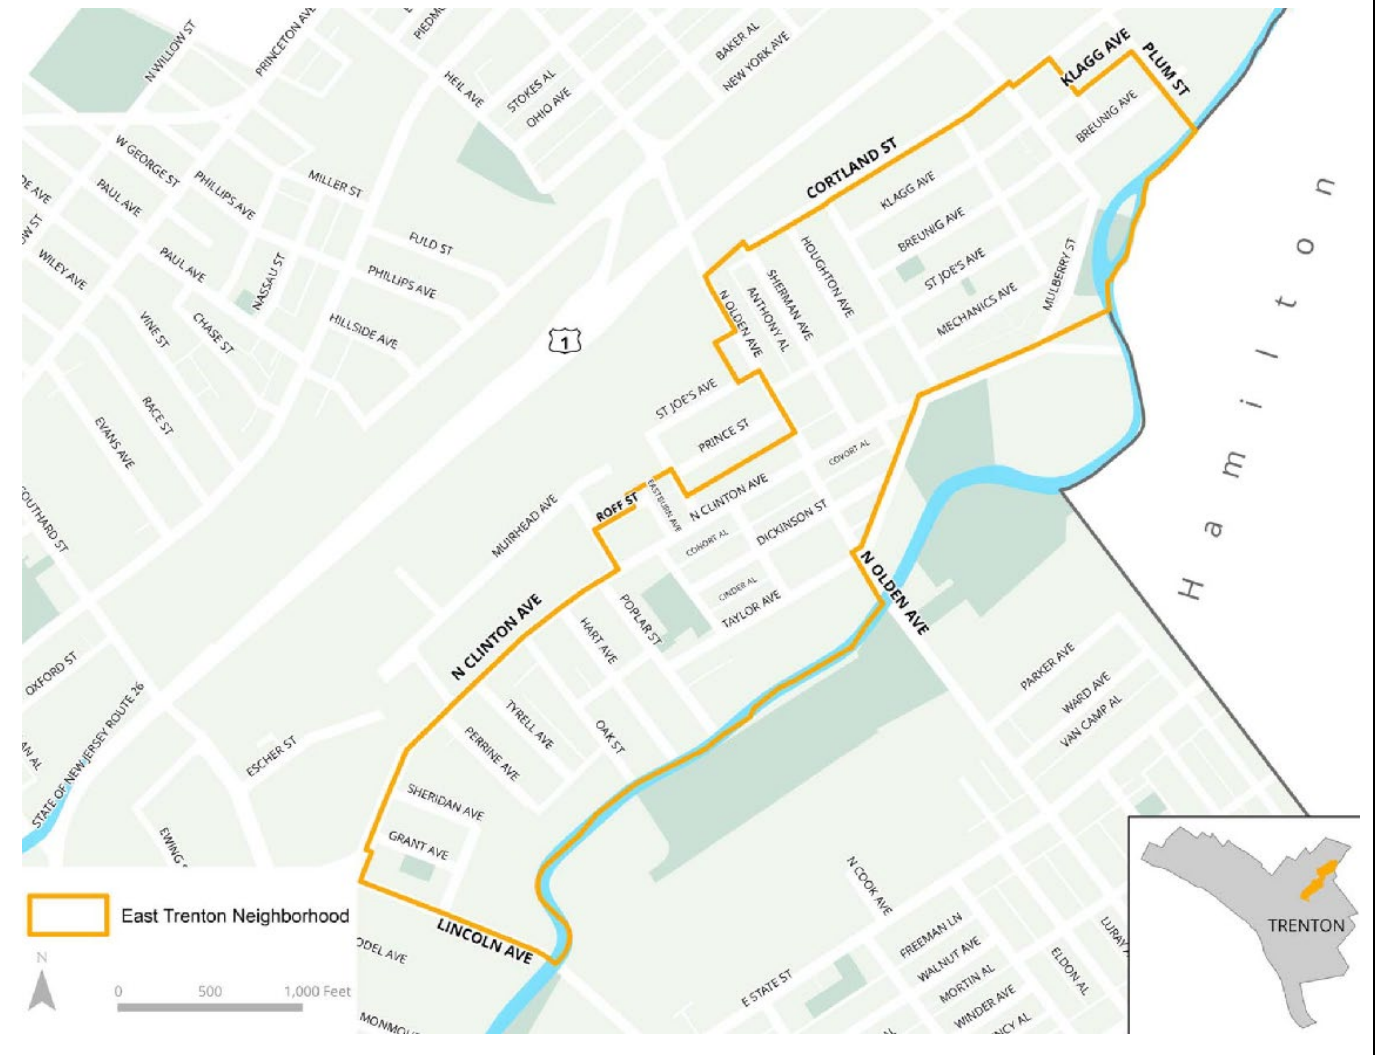 N WILLOW ST
PRINCETON AVE
HEIL AVE
STOKES AL
OHIO AVE
BAKER AL
NEW YORK AVE
KLAGG AVE
PLUM ST
BREUNIG AVE
W GEORGE ST
PAUL AVE
PHILLIPS AVE
MILLER ST
CORTLAND ST
KLAGG AVE
BREUNIG AVE
ST JOE'S AVE
MECHANICS AVE
MULBERRY ST
WILEY AVE
PAUL AVE
NASSAU ST
FULD ST
PHILLIPS AVE
HILLSIDE AVE
VINE ST
CHASE ST
HOUGHTON AVE
SHERMAN AVE
ANTHONY AL
N OLDEN AVE
1
Hamilton
EVANS AVE
RACE ST
ST JOE'S AVE
PRINCE ST
COVORT AL
N CLINTON AVE
DICKINSON ST
EASTBURN AVE
ROFF ST
MUIRHEAD AVE
COHORT AL
CINDER AL
TAYLOR AVE
N OLDEN AVE
N CLINTON AVE
POPLAR ST
HART AVE
OXFORD ST
STATE OF NEW JERSEY ROUTE 26
ESCHER ST
TYRELL AVE
PERRINE AVE
OAK ST
PARKER AVE
WARD AVE
VAN CAMP AL
SHERIDAN AVE
GRANT AVE
LINCOLN AVE
N COOK AVE
FREEMAN LN
WALNUT AVE
MORTIN AL
WINDER AVE
E STATE ST
ELDON AL
East Trenton Neighborhood
N
0 500 1,000 Feet
TRENTON